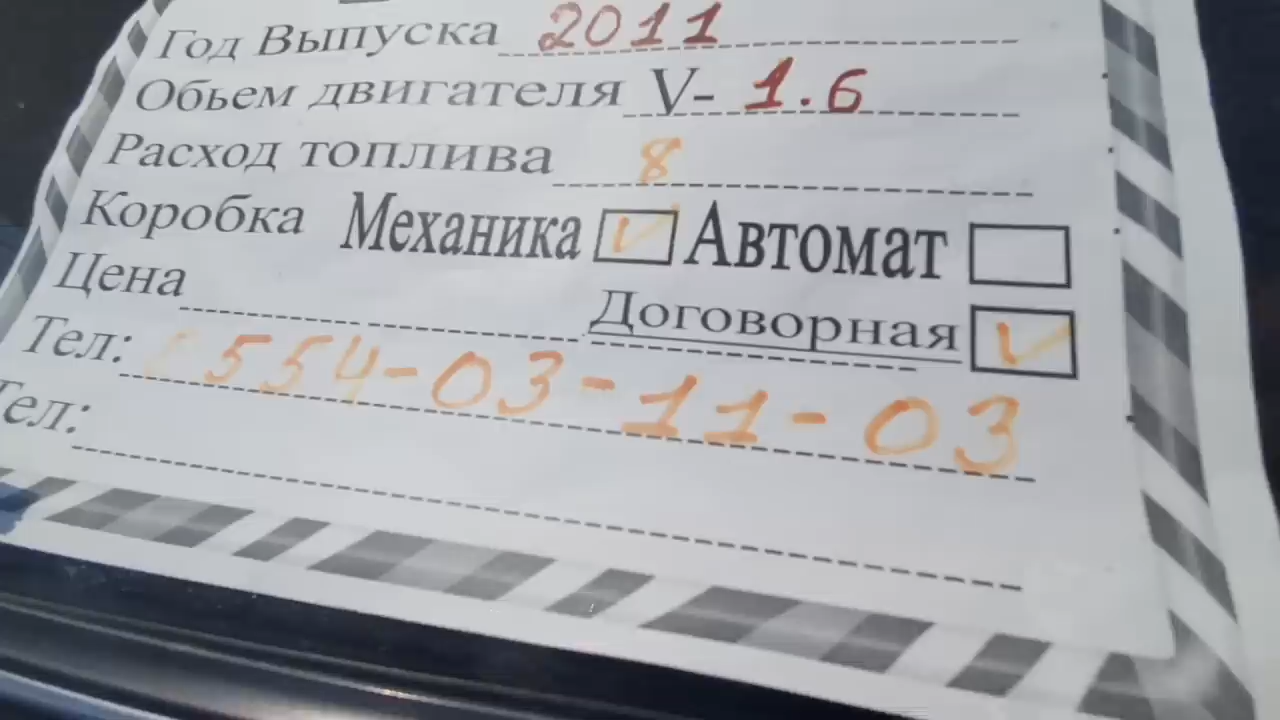 Год Выпуска 2011
Обьем двигателя V- 1.6
Расход топлива 8
Коробка Механика ✓ Автомат
Цена Договорная ✓
Тел: 554-03-11-03
Тел: